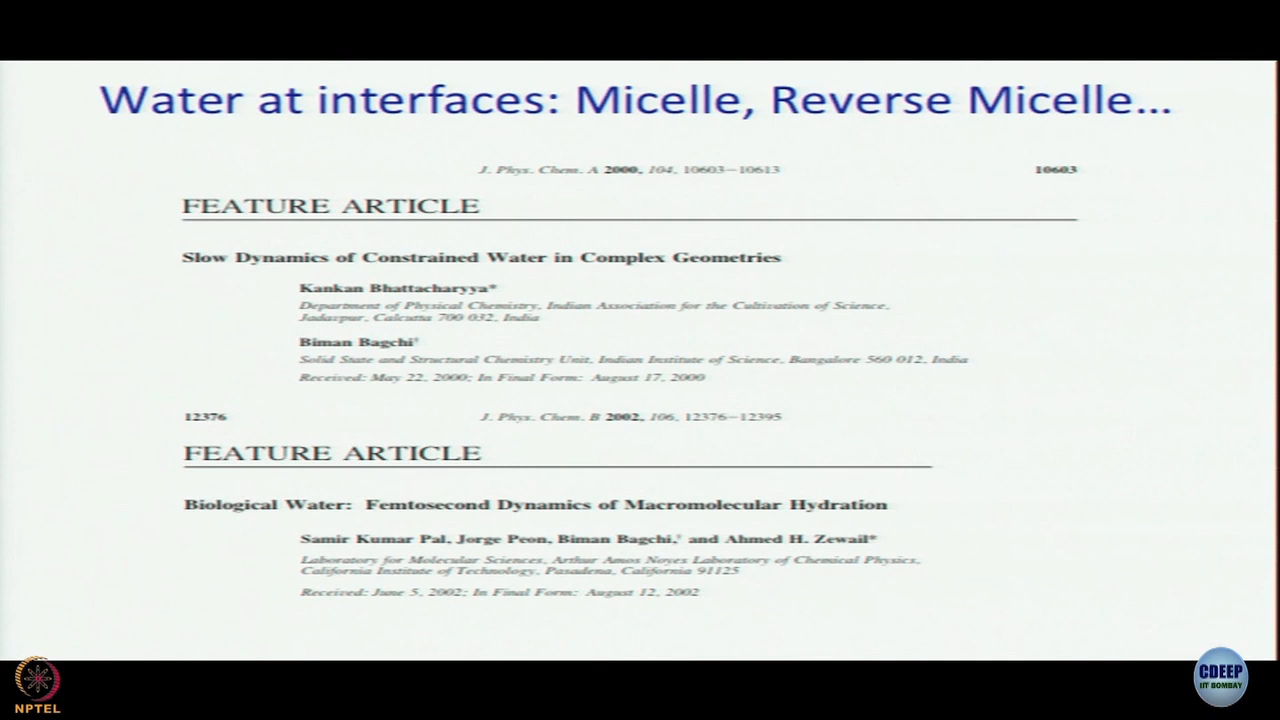 Water at interfaces: Micelle, Reverse Micelle...
J. Phys. Chem. A 2000, 104, 10603−10613 10603
FEATURE ARTICLE
Slow Dynamics of Constrained Water in Complex Geometries
Kankan Bhattacharyya*
Department of Physical Chemistry, Indian Association for the Cultivation of Science,
Jadavpur, Calcutta 700 032, India
Biman Bagchi†
Solid State and Structural Chemistry Unit, Indian Institute of Science, Bangalore 560 012, India
Received: May 22, 2000; In Final Form: August 17, 2000
12376 J. Phys. Chem. B 2002, 106, 12376−12395
FEATURE ARTICLE
Biological Water: Femtosecond Dynamics of Macromolecular Hydration
Samir Kumar Pal, Jorge Peon, Biman Bagchi,† and Ahmed H. Zewail*
Laboratory for Molecular Sciences, Arthur Amos Noyes Laboratory of Chemical Physics,
California Institute of Technology, Pasadena, California 91125
Received: June 5, 2002; In Final Form: August 12, 2002
NPTEL
CDEEP
IIT BOMBAY